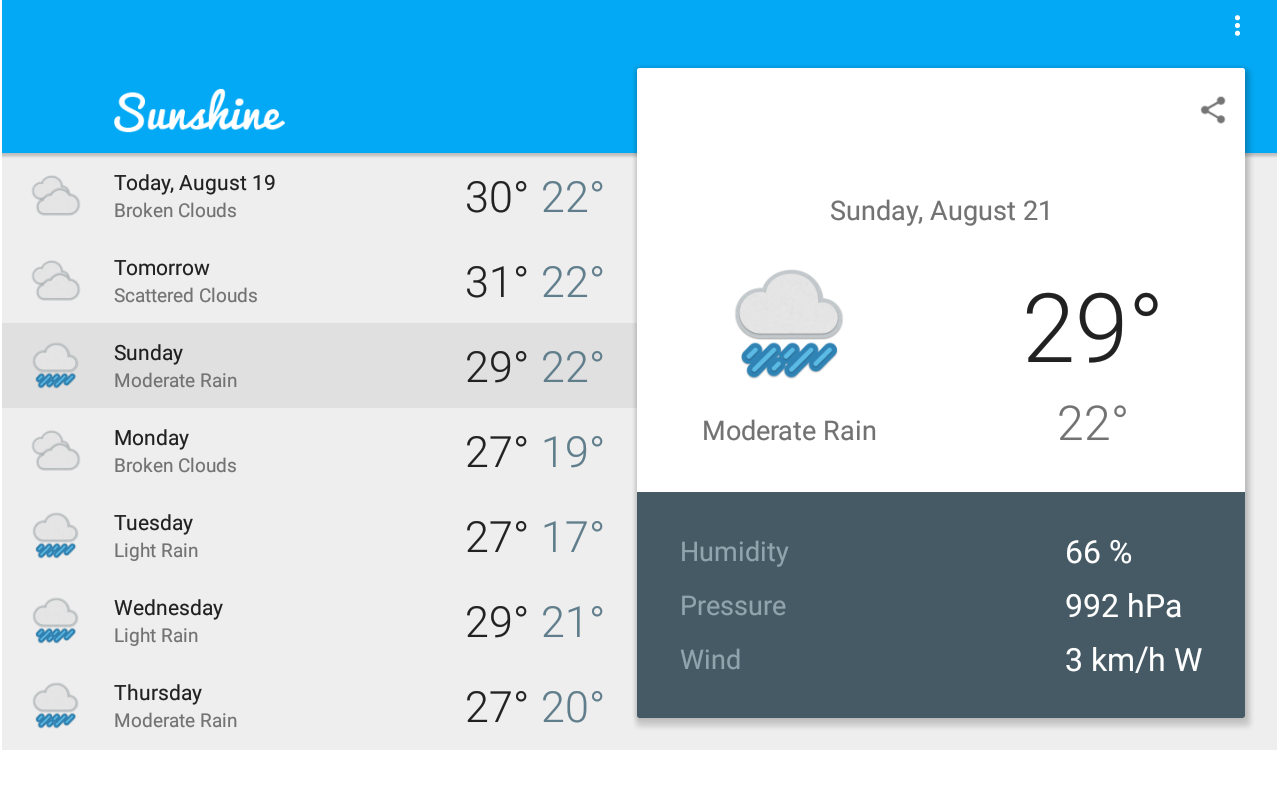 Sunshine
Today, August 19
Broken Clouds
30° 22°
Tomorrow
Scattered Clouds
31° 22°
Sunday
Moderate Rain
29° 22°
Monday
Broken Clouds
27° 19°
Tuesday
Light Rain
27° 17°
Wednesday
Light Rain
29° 21°
Thursday
Moderate Rain
27° 20°
Sunday, August 21
29°
22°
Moderate Rain
Humidity 66 %
Pressure 992 hPa
Wind 3 km/h W